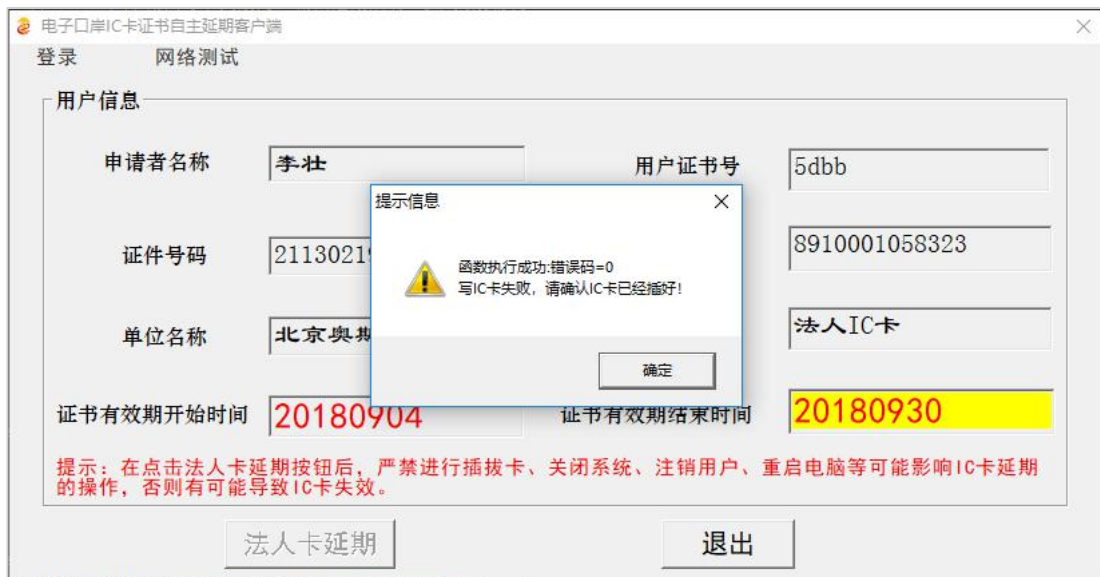 电子口岸IC卡证书自主延期客户端
登录 网络测试
用户信息
申请者名称 李壮 用户证书号 5dbb
提示信息
证件号码 2113021 8910001058323
函数执行成功:错误码=0
写IC卡失败，请确认IC卡已经插好！
单位名称 北京奥斯 法人IC卡
确定
证书有效期开始时间 20180904 证书有效期结束时间 20180930
提示：在点击法人卡延期按钮后，严禁进行插拔卡、关闭系统、注销用户、重启电脑等可能影响IC卡延期
的操作，否则有可能导致IC卡失效。
法人卡延期 退出